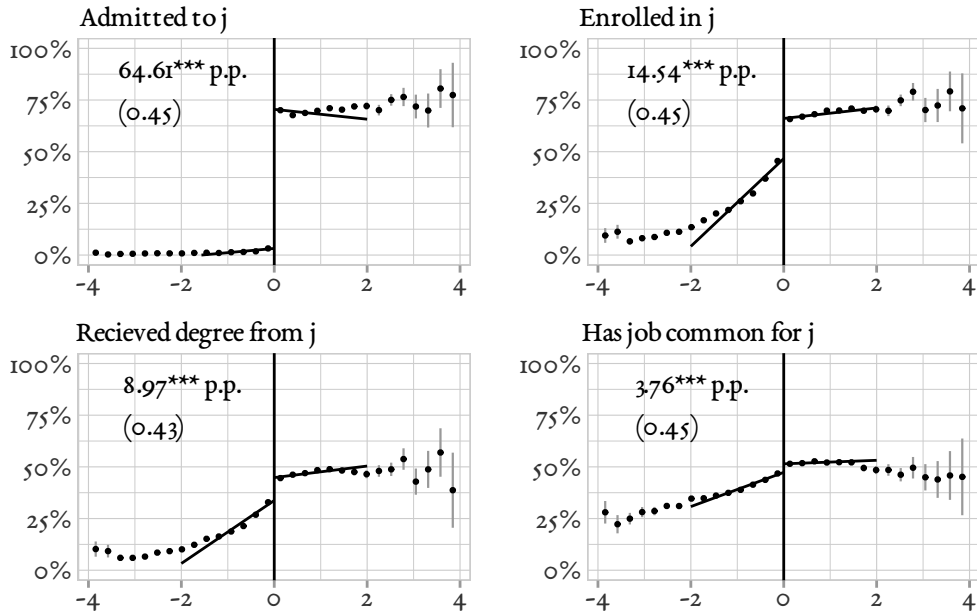 Admitted to j
100%
75%
50%
25%
0%
64.61*** p.p.
(0.45)
-4 -2 0 2 4
Enrolled in j
100%
75%
50%
25%
0%
14.54*** p.p.
(0.45)
-4 -2 0 2 4
Recieved degree from j
100%
75%
50%
25%
0%
8.97*** p.p.
(0.43)
-4 -2 0 2 4
Has job common for j
100%
75%
50%
25%
0%
3.76*** p.p.
(0.45)
-4 -2 0 2 4